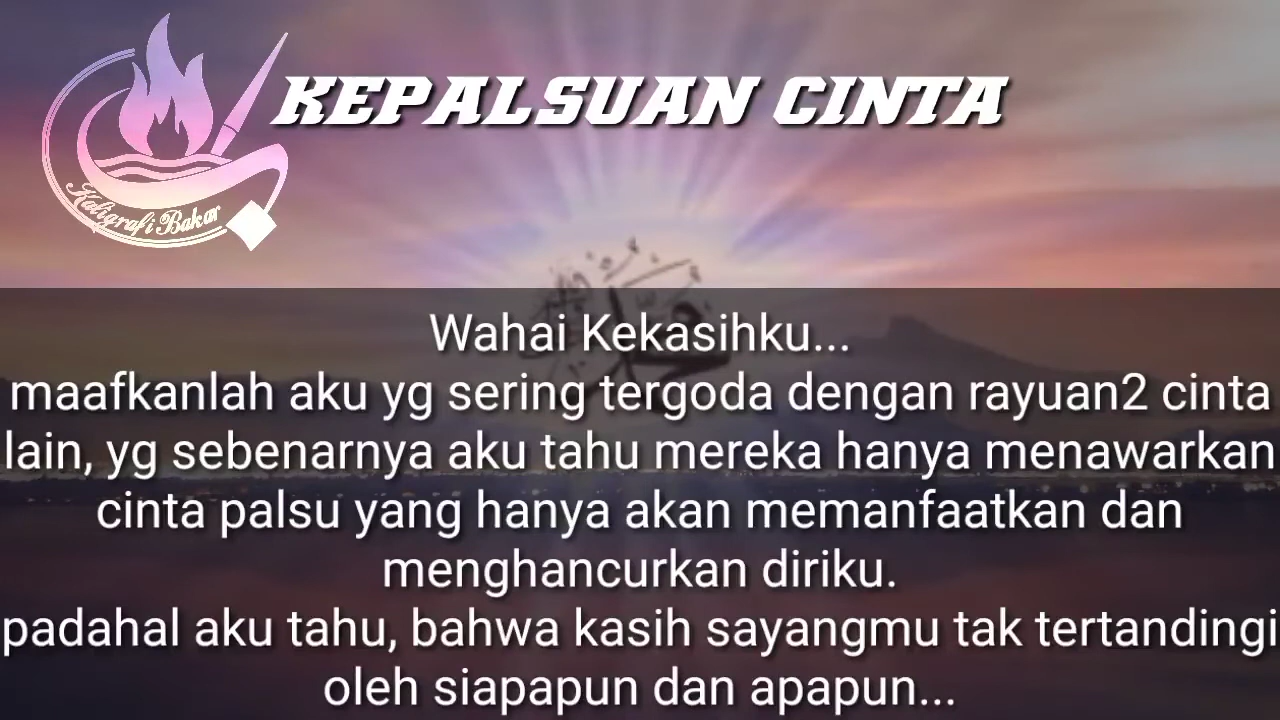 KEPALSUAN CINTA
Kaligrafi Bakar
Wahai Kekasihku...
maafkanlah aku yg sering tergoda dengan rayuan2 cinta
lain, yg sebenarnya aku tahu mereka hanya menawarkan
cinta palsu yang hanya akan memanfaatkan dan
menghancurkan diriku.
padahal aku tahu, bahwa kasih sayangmu tak tertandingi
oleh siapapun dan apapun...